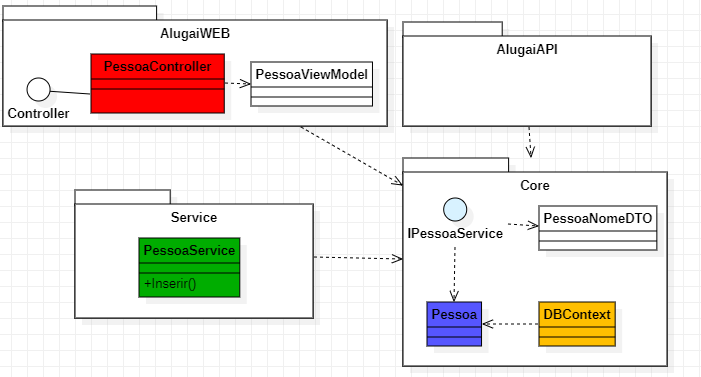 AlugaiWEB
PessoaController
PessoaViewModel
Controller
AlugaiAPI
Service
PessoaService
+Inserir()
Core
IPessoaService
PessoaNomeDTO
Pessoa
DBContext